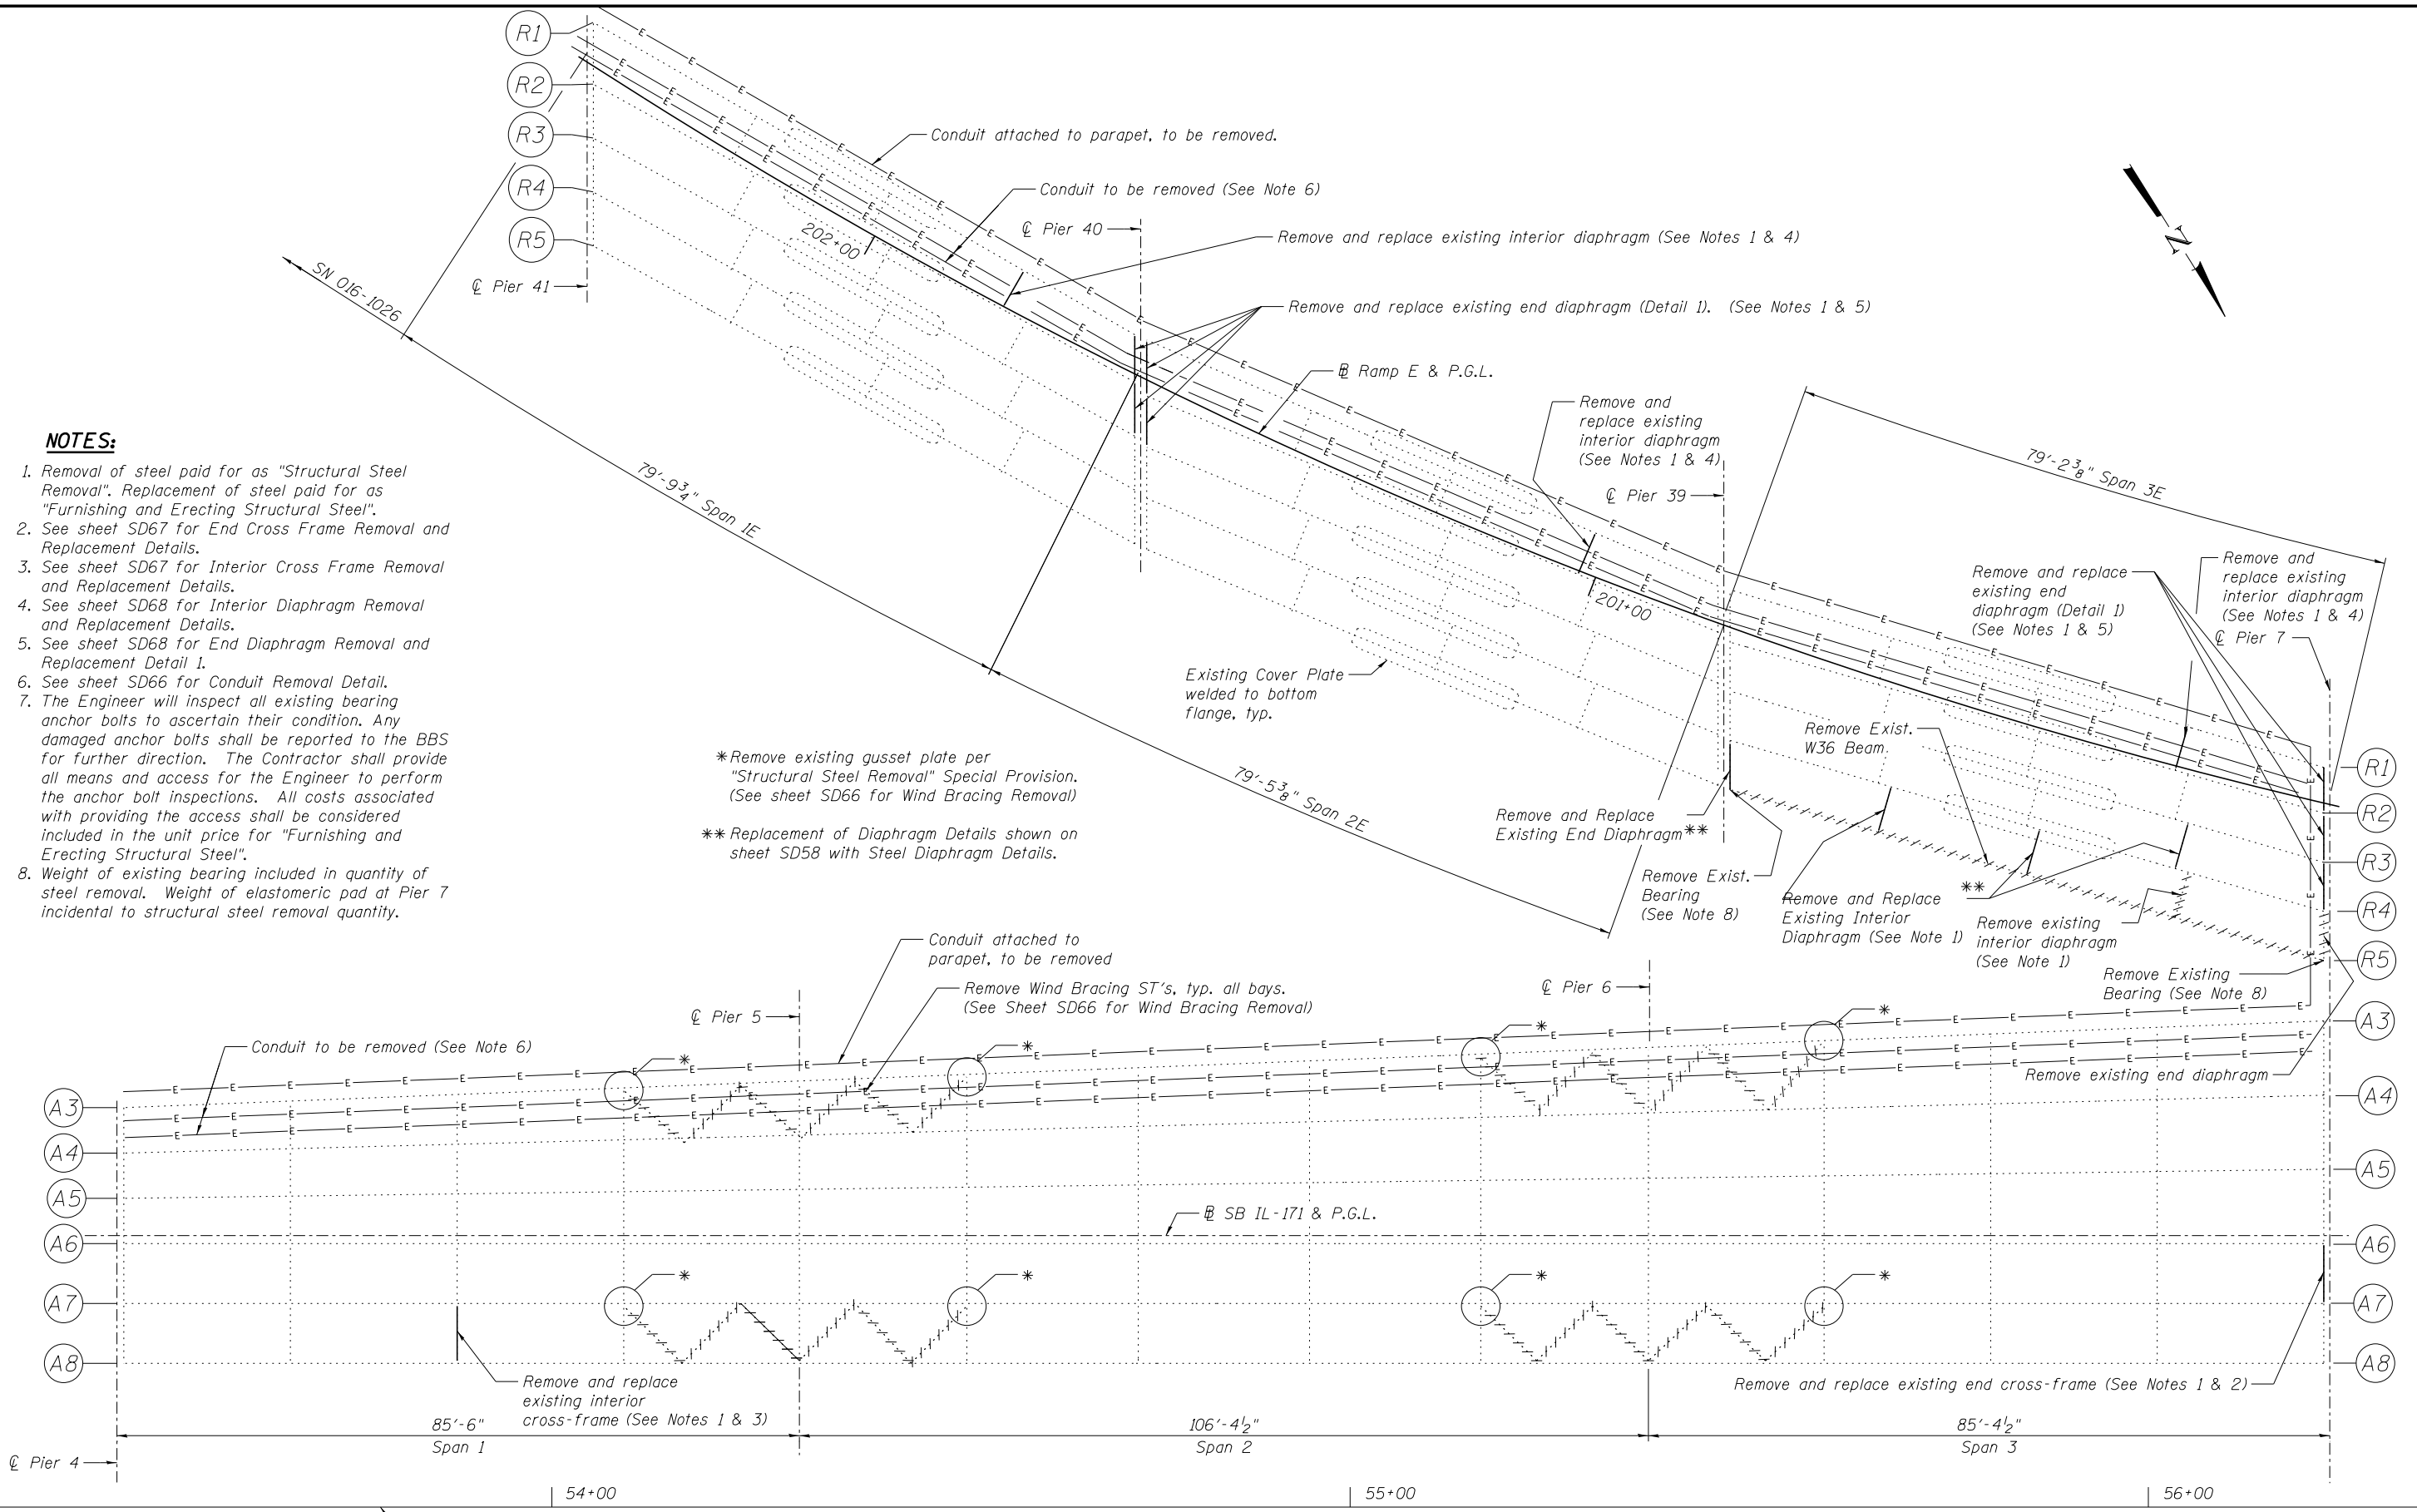 R1
R2
R3
R4
R5
℄ Pier 41
SN 016-1026
202+00
Conduit attached to parapet, to be removed.
Conduit to be removed (See Note 6)
℄ Pier 40
Remove and replace existing interior diaphragm (See Notes 1 & 4)
Remove and replace existing end diaphragm (Detail 1). (See Notes 1 & 5)
Ramp E & P.G.L.
N
Remove and
replace existing
interior diaphragm
(See Notes 1 & 4)
℄ Pier 39
201+00
79'-9 3/4" Span 1E
79'-5 3/8" Span 2E
79'-2 3/8" Span 3E
Remove and replace
existing end
diaphragm (Detail 1)
(See Notes 1 & 5)
Remove and
replace existing
interior diaphragm
(See Notes 1 & 4)
℄ Pier 7
Existing Cover Plate
welded to bottom
flange, typ.
Remove Exist.
W36 Beam
Remove and Replace
Existing End Diaphragm**
Remove Exist.
Bearing
(See Note 8)
**
Remove and Replace
Existing Interior
Diaphragm (See Note 1)
Remove existing
interior diaphragm
(See Note 1)
Remove Existing
Bearing (See Note 8)
R1
R2
R3
R4
R5
NOTES:
1. Removal of steel paid for as "Structural Steel
Removal". Replacement of steel paid for as
"Furnishing and Erecting Structural Steel".
2. See sheet SD67 for End Cross Frame Removal and
Replacement Details.
3. See sheet SD67 for Interior Cross Frame Removal
and Replacement Details.
4. See sheet SD68 for Interior Diaphragm Removal
and Replacement Details.
5. See sheet SD68 for End Diaphragm Removal and
Replacement Detail 1.
6. See sheet SD66 for Conduit Removal Detail.
7. The Engineer will inspect all existing bearing
anchor bolts to ascertain their condition. Any
damaged anchor bolts shall be reported to the BBS
for further direction. The Contractor shall provide
all means and access for the Engineer to perform
the anchor bolt inspections. All costs associated
with providing the access shall be considered
included in the unit price for "Furnishing and
Erecting Structural Steel".
8. Weight of existing bearing included in quantity of
steel removal. Weight of elastomeric pad at Pier 7
incidental to structural steel removal quantity.
*Remove existing gusset plate per
"Structural Steel Removal" Special Provision.
(See sheet SD66 for Wind Bracing Removal)
** Replacement of Diaphragm Details shown on
sheet SD58 with Steel Diaphragm Details.
Conduit attached to
parapet, to be removed
Remove Wind Bracing ST's, typ. all bays.
(See Sheet SD66 for Wind Bracing Removal)
℄ Pier 5
℄ Pier 6
Conduit to be removed (See Note 6)
* * * *
Remove existing end diaphragm
A3
A4
A5
A6
A7
A8
A3
A4
A5
A6
A7
A8
SB IL-171 & P.G.L.
* * * *
Remove and replace
existing interior
cross-frame (See Notes 1 & 3)
Remove and replace existing end cross-frame (See Notes 1 & 2)
85'-6"
Span 1
106'-4 1/2"
Span 2
85'-4 1/2"
Span 3
℄ Pier 4
54+00
55+00
56+00